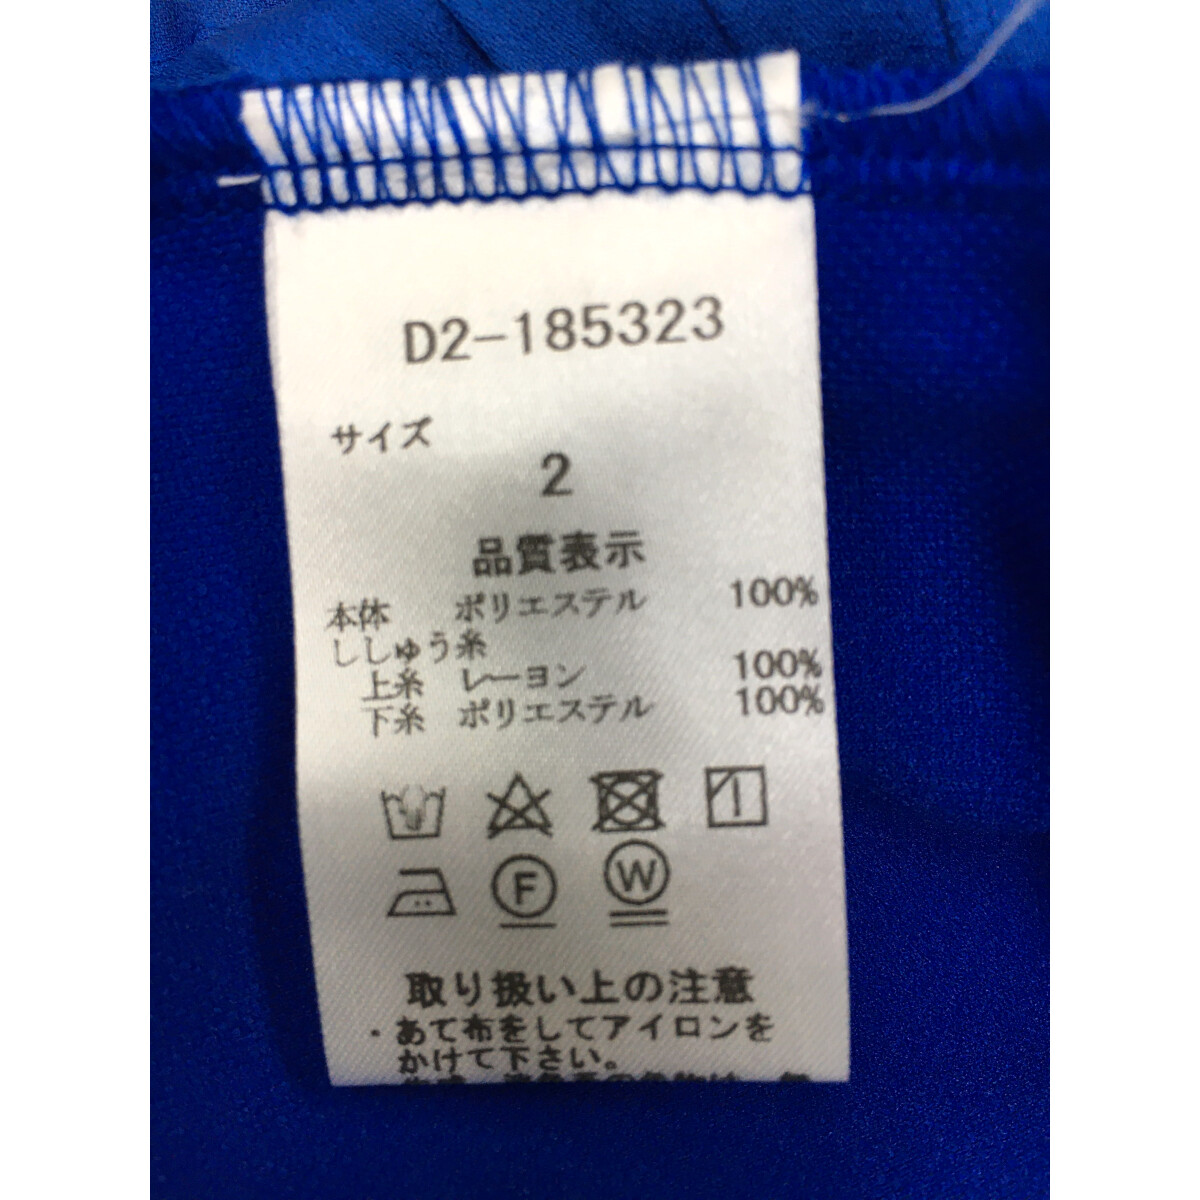 D2-185323
サイズ
2
品質表示
本体 ポリエステル 100%
ししゅう糸
上糸 レーヨン 100%
下糸 ポリエステル 100%
F W
取り扱い上の注意
・あて布をしてアイロンを
かけて下さい。